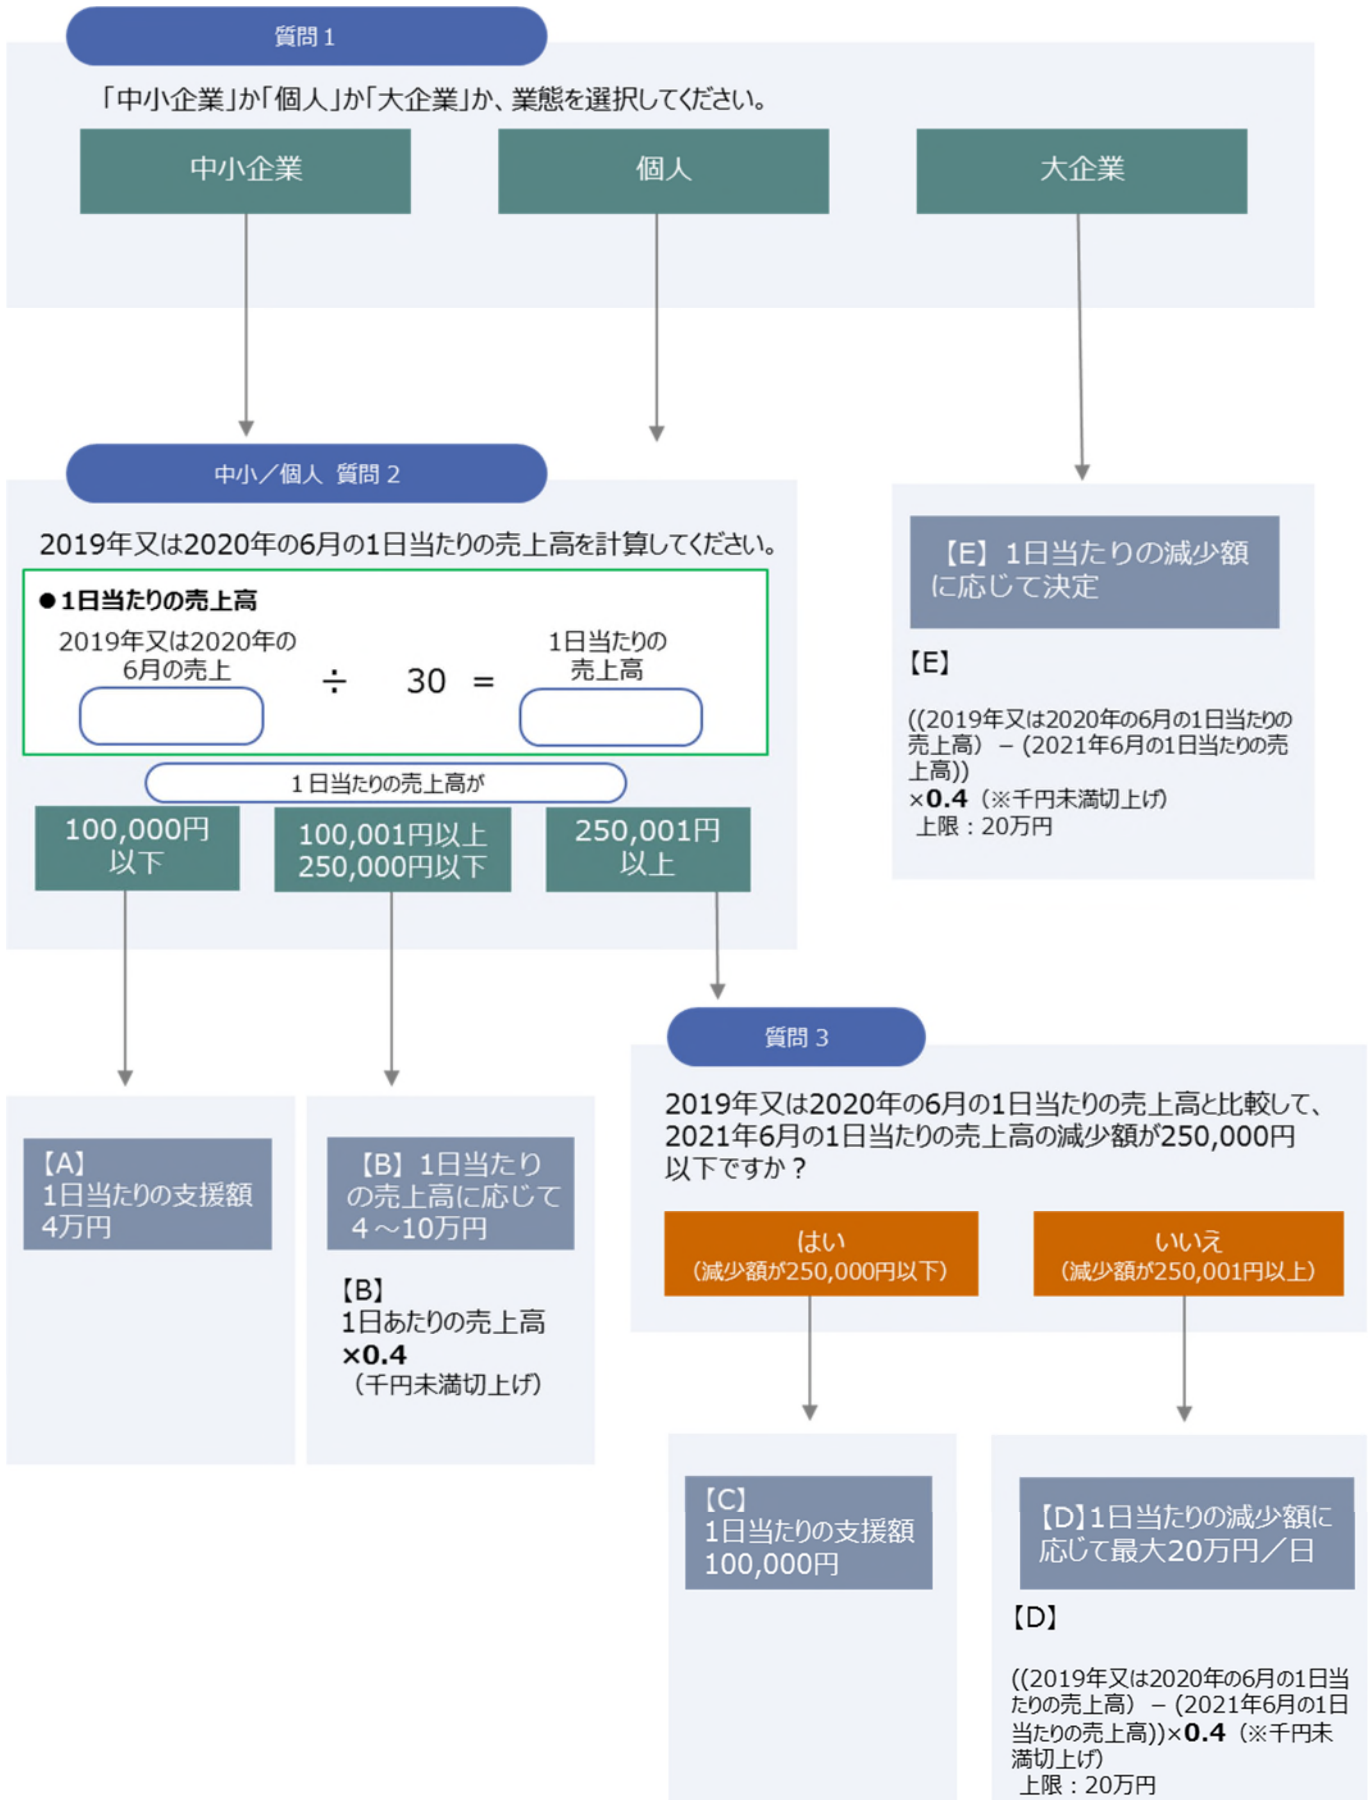 質問1
「中小企業」か「個人」か「大企業」か、業態を選択してください。
中小企業
個人
大企業
中小／個人 質問2
2019年又は2020年の6月の1日当たりの売上高を計算してください。
●1日当たりの売上高
2019年又は2020年の
6月の売上
÷ 30 =
1日当たりの
売上高
1日当たりの売上高が
100,000円
以下
100,001円以上
250,000円以下
250,001円
以上
【E】1日当たりの減少額
に応じて決定
【E】
((2019年又は2020年の6月の1日当たりの
売上高）－(2021年6月の1日当たりの売
上高))
×0.4（※千円未満切上げ）
上限：20万円
質問3
2019年又は2020年の6月の1日当たりの売上高と比較して、
2021年6月の1日当たりの売上高の減少額が250,000円
以下ですか？
はい
（減少額が250,000円以下）
いいえ
（減少額が250,001円以上）
【A】
1日当たりの支援額
4万円
【B】1日当たり
の売上高に応じて
4～10万円
【B】
1日あたりの売上高
×0.4
（千円未満切上げ）
【C】
1日当たりの支援額
100,000円
【D】1日当たりの減少額に
応じて最大20万円／日
【D】
((2019年又は2020年の6月の1日当
たりの売上高）－(2021年6月の1日
当たりの売上高))×0.4（※千円未
満切上げ）
上限：20万円